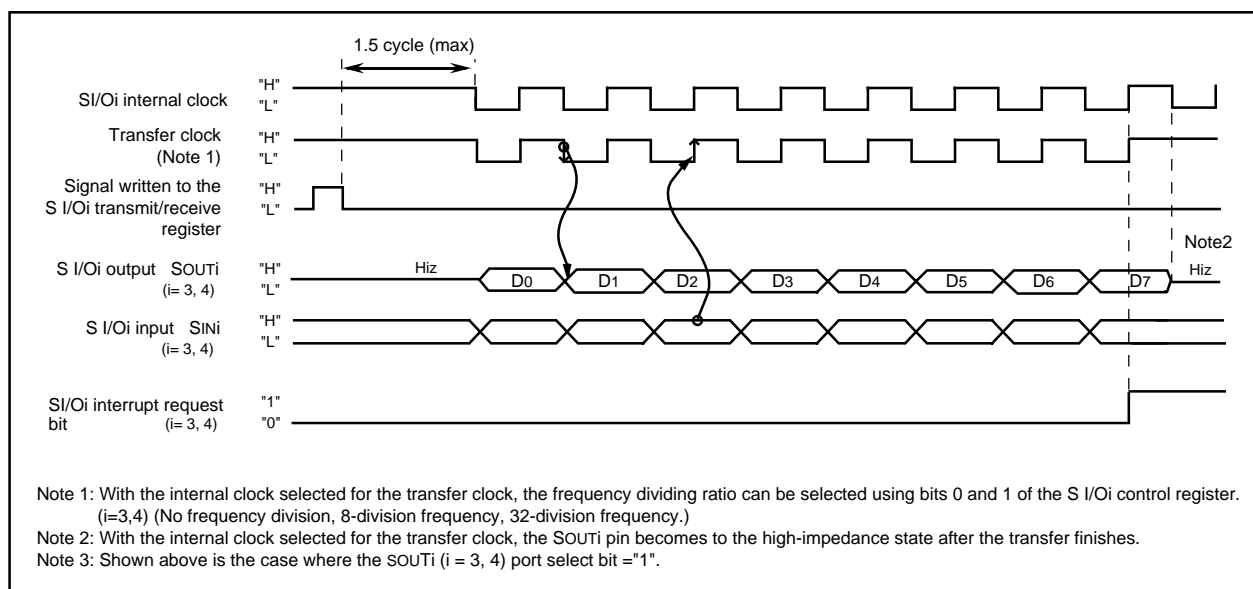 1.5 cycle (max)
SI/Oi internal clock
"H"
"L"
Transfer clock
(Note 1)
"H"
"L"
Signal written to the
S I/Oi transmit/receive
register
"H"
"L"
Note2
S I/Oi output SOUTi
(i= 3, 4)
"H"
"L"
Hiz
D0 D1 D2 D3 D4 D5 D6 D7
Hiz
S I/Oi input SINi
(i= 3, 4)
"H"
"L"
SI/Oi interrupt request
bit (i= 3, 4)
"1"
"0"
Note 1: With the internal clock selected for the transfer clock, the frequency dividing ratio can be selected using bits 0 and 1 of the S I/Oi control register.
(i=3,4) (No frequency division, 8-division frequency, 32-division frequency.)
Note 2: With the internal clock selected for the transfer clock, the SOUTi pin becomes to the high-impedance state after the transfer finishes.
Note 3: Shown above is the case where the SOUTi (i = 3, 4) port select bit ="1".